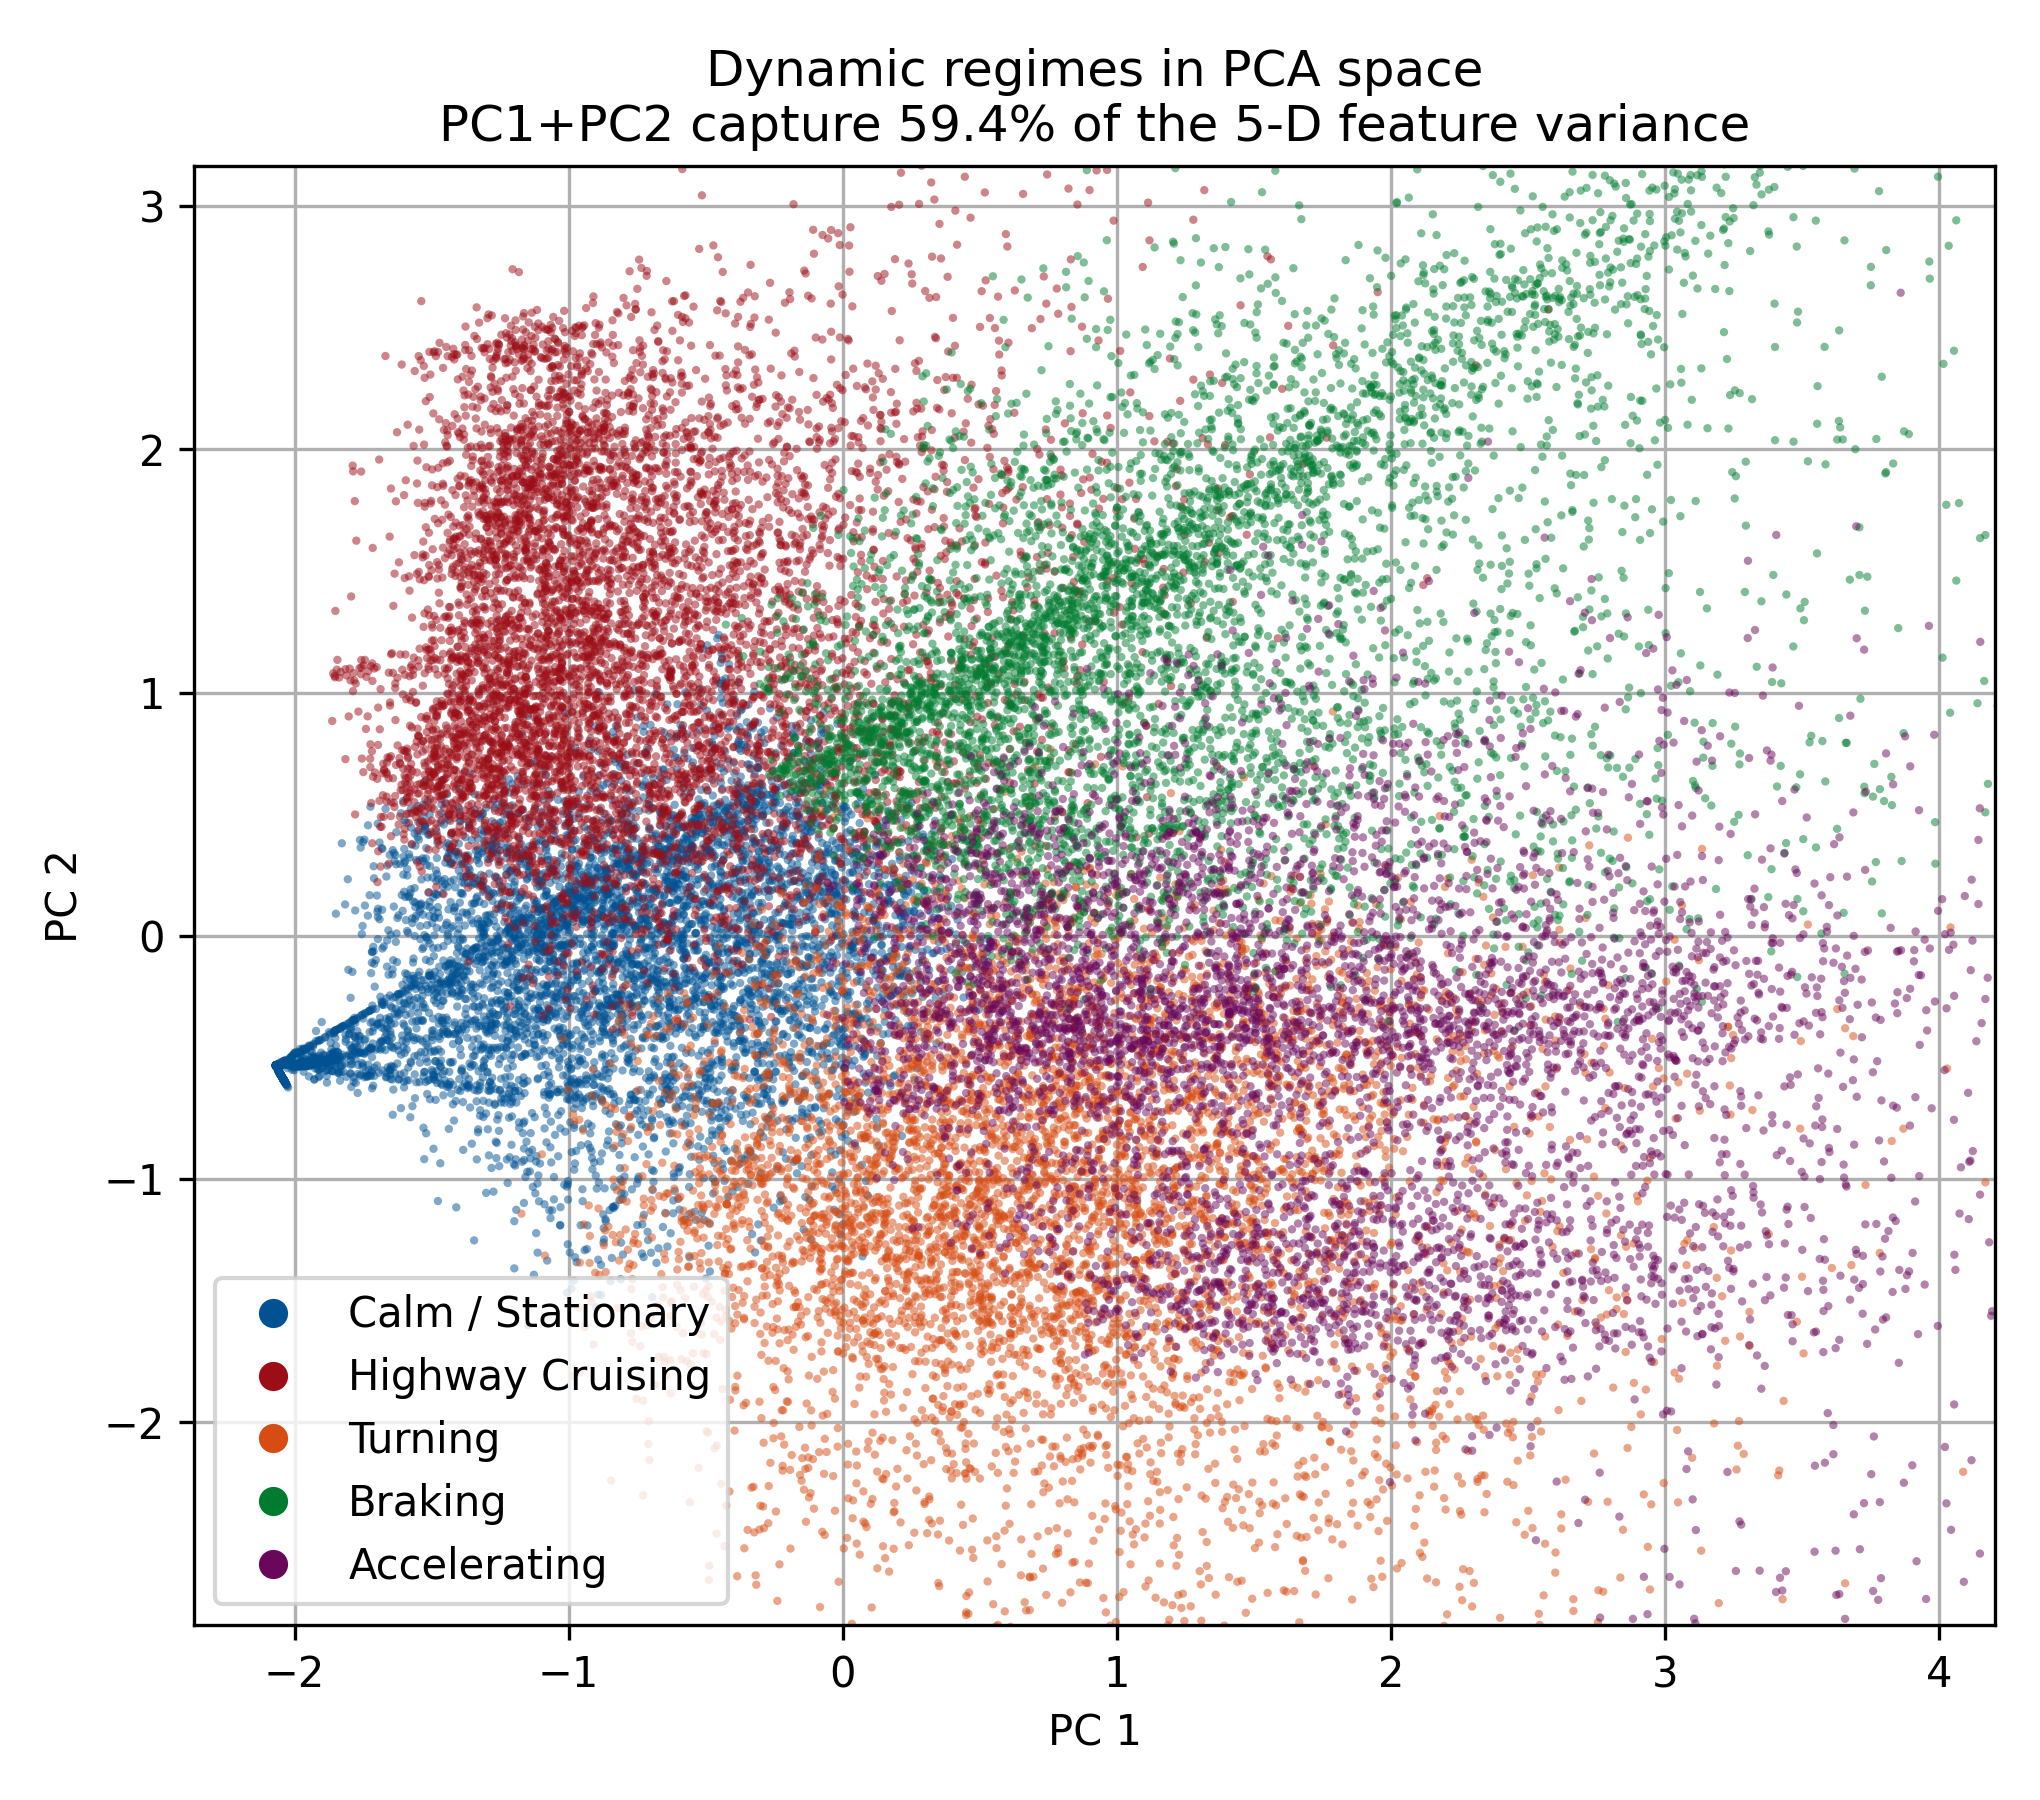 Dynamic regimes in PCA space
PC1+PC2 capture 59.4% of the 5-D feature variance
3
2
1
0
−1
−2
PC 2
Calm / Stationary
Highway Cruising
Turning
Braking
Accelerating
−2 −1 0 1 2 3 4
PC 1